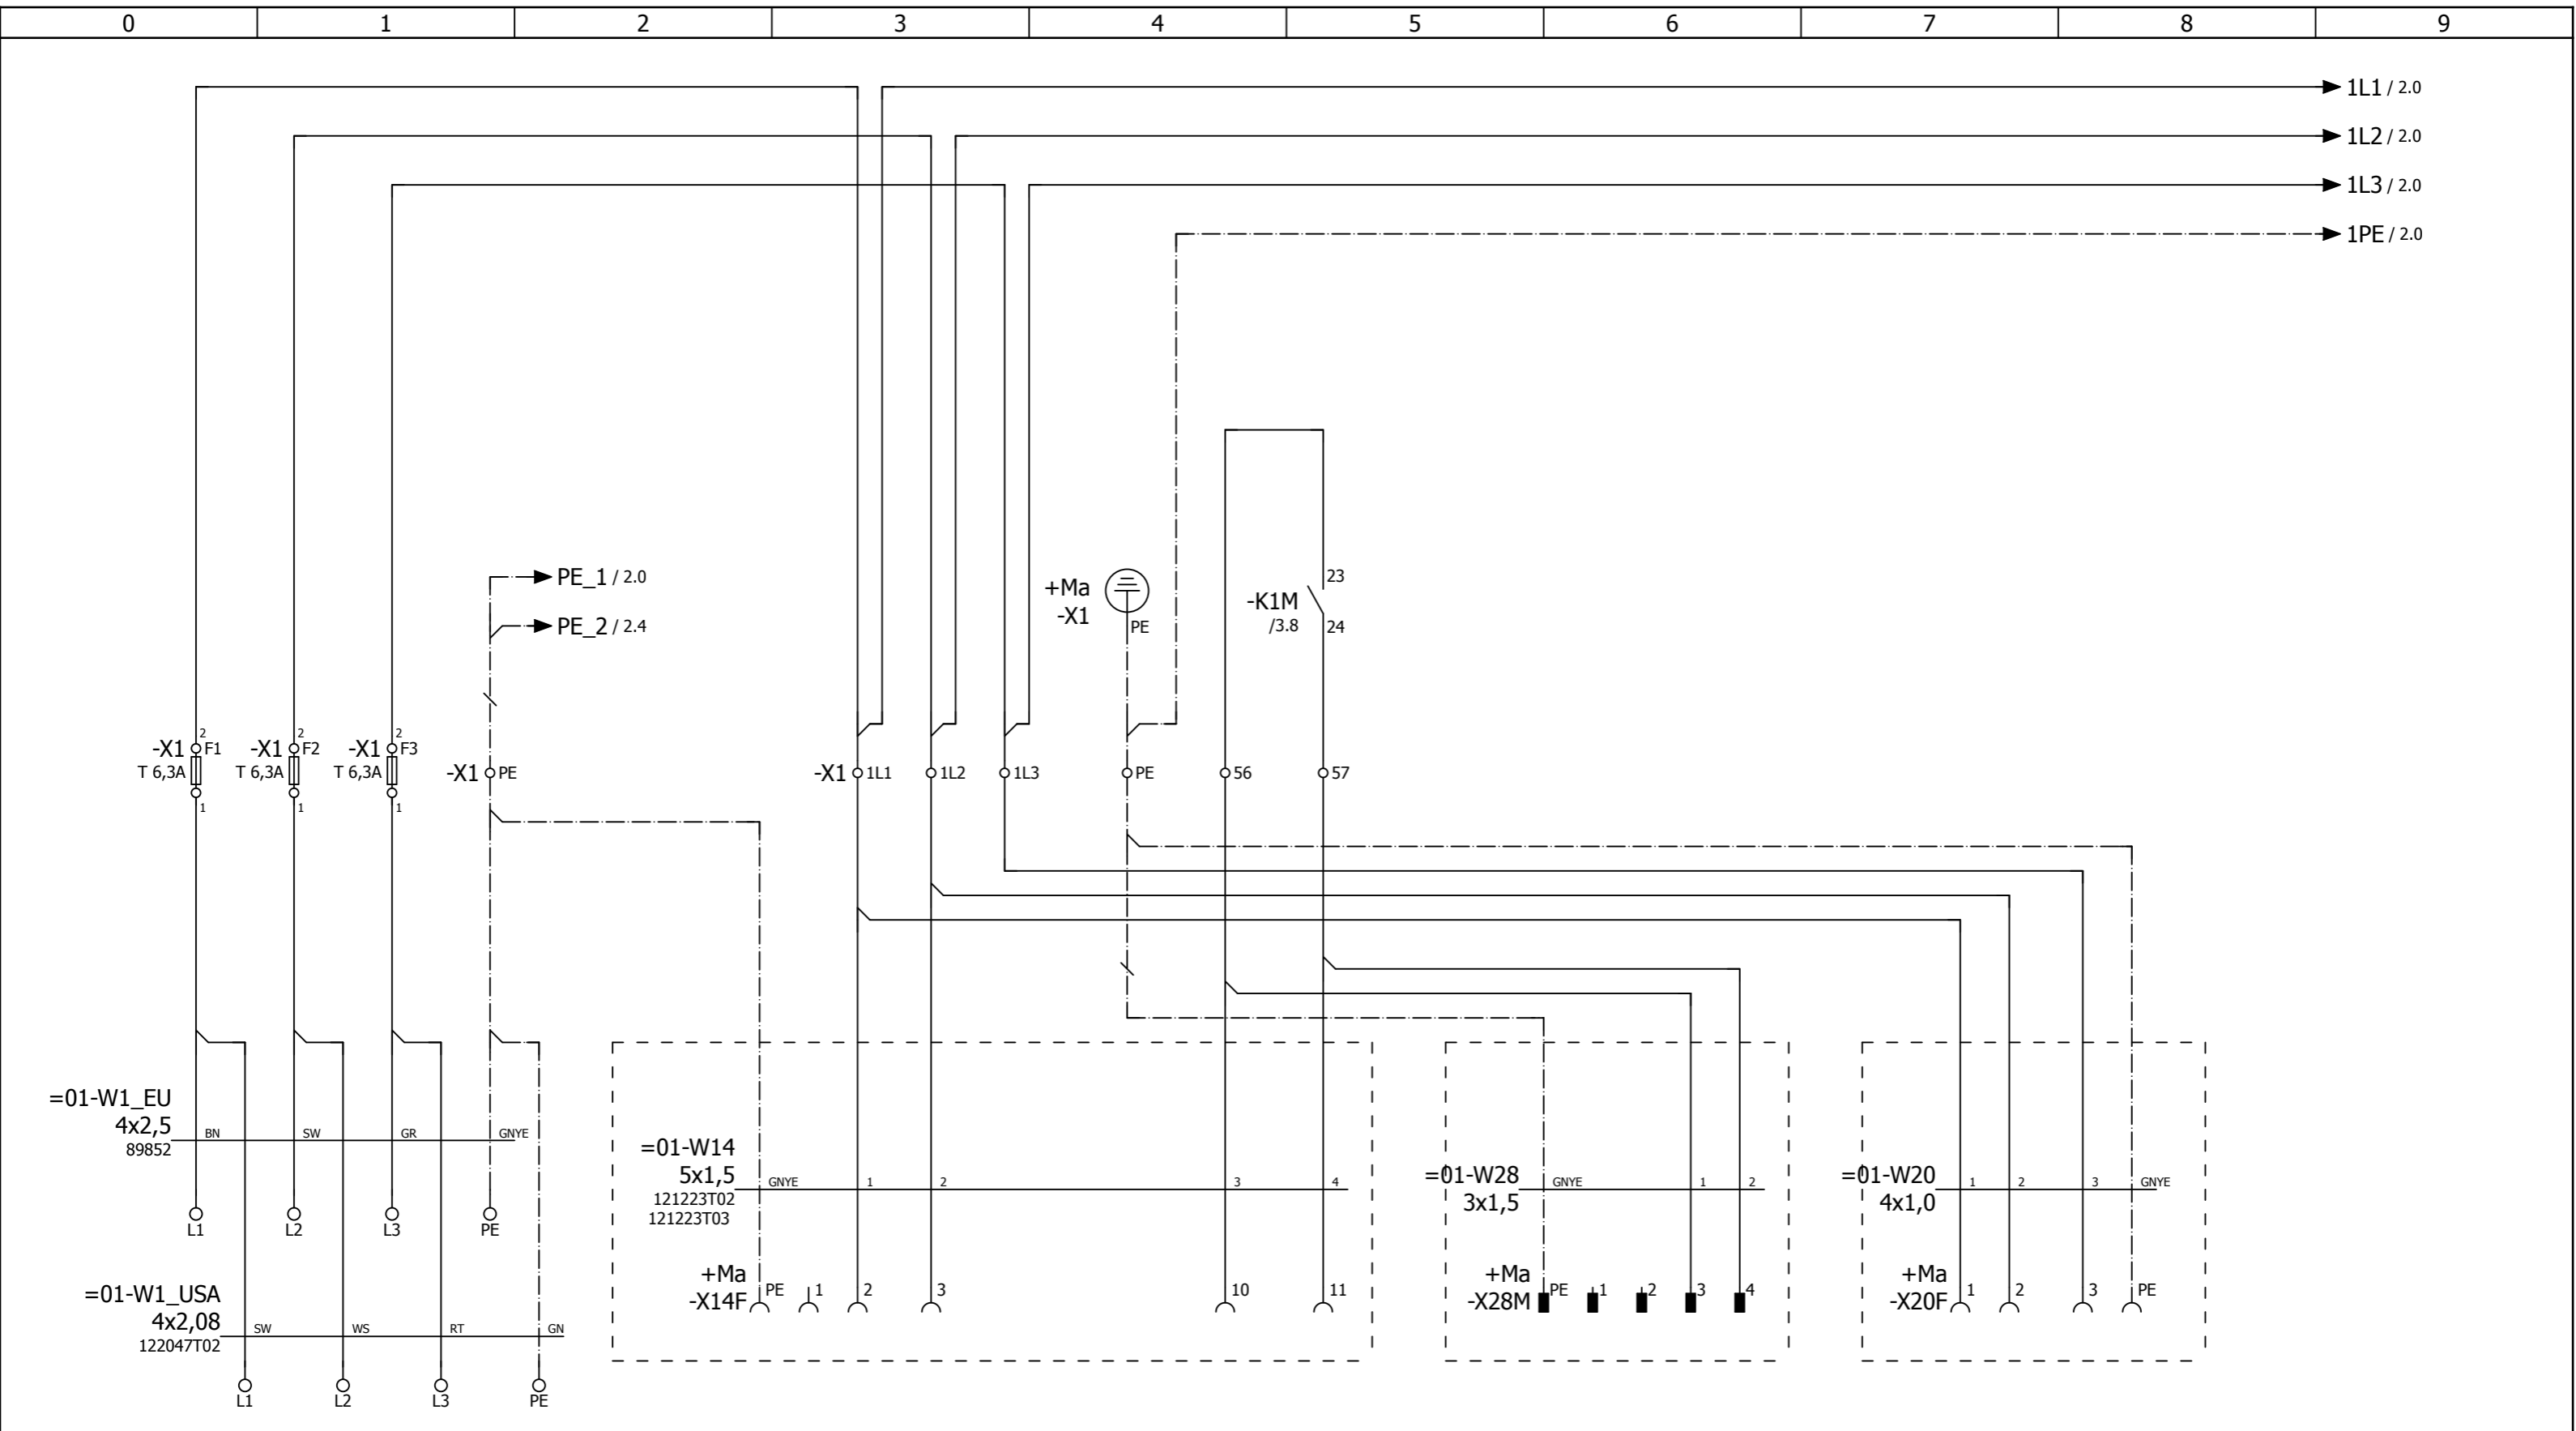 0 1 2 3 4 5 6 7 8 9
1L1 / 2.0
1L2 / 2.0
1L3 / 2.0
1PE / 2.0
PE_1 / 2.0
PE_2 / 2.4
+Ma
-X1
PE
-K1M
/3.8
23
24
-X1 2 F1
T 6,3A
1
-X1 2 F2
T 6,3A
1
-X1 2 F3
T 6,3A
1
-X1 PE
-X1 1L1 1L2 1L3 PE 56 57
=01-W1_EU
4x2,5
89852
BN SW GR GNYE
L1 L2 L3 PE
=01-W1_USA
4x2,08
122047T02
SW WS RT GN
L1 L2 L3 PE
=01-W14
5x1,5
121223T02
121223T03
GNYE 1 2 3 4
+Ma
-X14F
PE 1 2 3 10 11
=01-W28
3x1,5
GNYE 1 2
+Ma
-X28M
PE 1 2 3 4
=01-W20
4x1,0
1 2 3 GNYE
+Ma
-X20F
1 2 3 PE